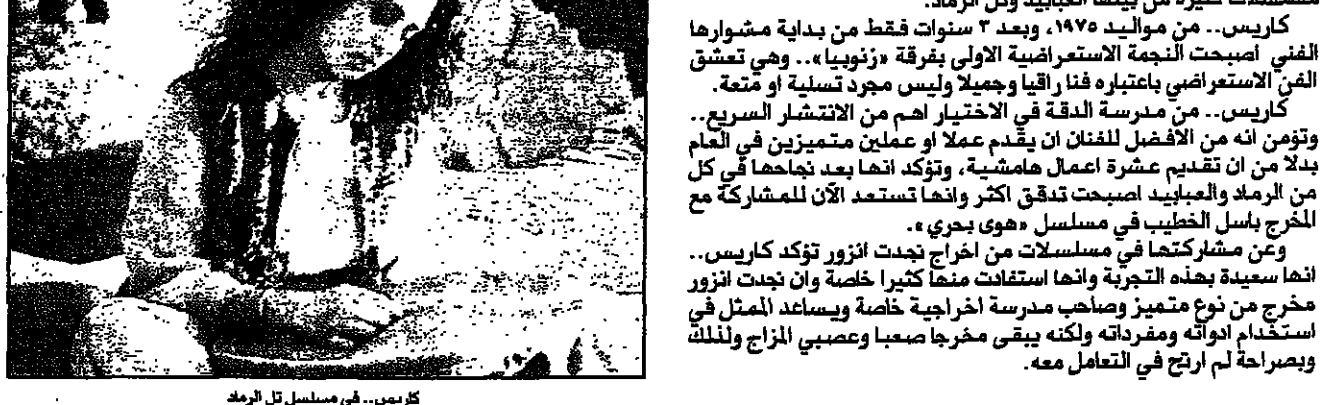 مسلسلات كثيرة من بينها العبابيد وتل الرماد.
كاريس.. من مواليد ١٩٧٥، وبعد ٣ سنوات فقط من بداية مشوارها
الفني اصبحت النجمة الاستعراضية الاولى بفرقة «زنوبيا».. وهي تعشق
الفن الاستعراضي باعتباره فنا راقيا وجميلا وليس مجرد تسلية او متعة.
كاريس.. من مدرسة الدقة في الاختيار اهم من الانتشار السريع..
وتؤمن انه من الافضل للفنان ان يقدم عملا او عملين متميزين في العام
بدلا من ان تقديم عشرة اعمال هامشية، وتؤكد انها بعد نجاحها في كل
من الرماد والعبابيد اصبحت تدقق اكثر وانها تستعد الآن للمشاركة مع
المخرج باسل الخطيب في مسلسل «هوى بحري».
وعن مشاركتها في مسلسلات من اخراج نجدت انزور تؤكد كاريس..
انها سعيدة بهذه التجربة وانها استفادت منها كثيرا خاصة وان نجدت انزور
مخرج من نوع متميز وصاحب مدرسة اخراجية خاصة ويساعد الممثل في
استخدام ادواته ومفرداته ولكنه يبقى مخرجا صعبا وعصبي المزاج ولذلك
وبصراحة لم ارتح في التعامل معه.
كاريس.. في مسلسل تل الرماد